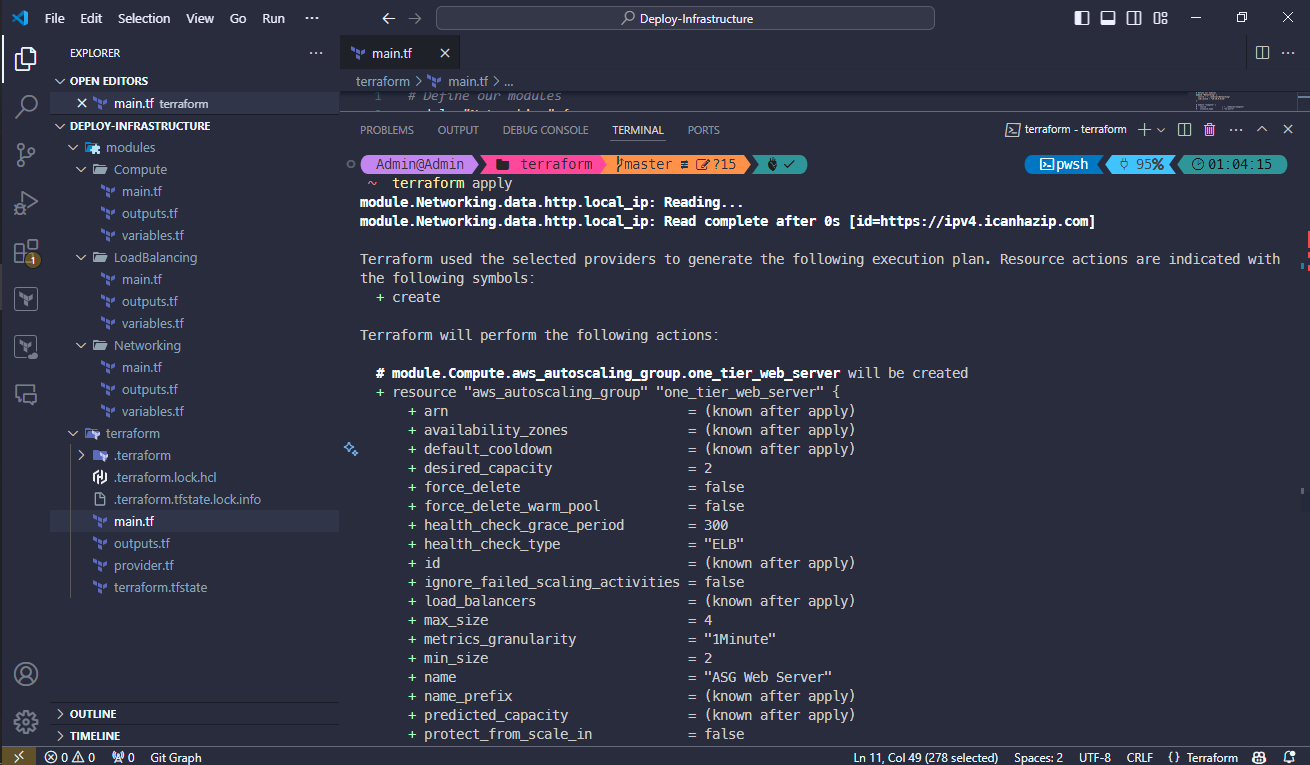 File Edit Selection View Go Run ···
Deploy-Infrastructure
EXPLORER ···
OPEN EDITORS
main.tf terraform
DEPLOY-INFRASTRUCTURE
modules
Compute
main.tf
outputs.tf
variables.tf
LoadBalancing
main.tf
outputs.tf
variables.tf
Networking
main.tf
outputs.tf
variables.tf
terraform
.terraform
.terraform.lock.hcl
.terraform.tfstate.lock.info
main.tf
outputs.tf
provider.tf
terraform.tfstate
OUTLINE
TIMELINE
1
main.tf
terraform > main.tf > ...
1 # Define our modules
PROBLEMS OUTPUT DEBUG CONSOLE TERMINAL PORTS
terraform - terraform
Admin@Admin terraform master ≢ ?15 ✓
pwsh 95% 01:04:15
~ terraform apply
module.Networking.data.http.local_ip: Reading...
module.Networking.data.http.local_ip: Read complete after 0s [id=https://ipv4.icanhazip.com]
Terraform used the selected providers to generate the following execution plan. Resource actions are indicated with
the following symbols:
+ create
Terraform will perform the following actions:
# module.Compute.aws_autoscaling_group.one_tier_web_server will be created
+ resource "aws_autoscaling_group" "one_tier_web_server" {
+ arn = (known after apply)
+ availability_zones = (known after apply)
+ default_cooldown = (known after apply)
+ desired_capacity = 2
+ force_delete = false
+ force_delete_warm_pool = false
+ health_check_grace_period = 300
+ health_check_type = "ELB"
+ id = (known after apply)
+ ignore_failed_scaling_activities = false
+ load_balancers = (known after apply)
+ max_size = 4
+ metrics_granularity = "1Minute"
+ min_size = 2
+ name = "ASG Web Server"
+ name_prefix = (known after apply)
+ predicted_capacity = (known after apply)
+ protect_from_scale_in = false
0 0 0 Git Graph
Ln 11, Col 49 (278 selected) Spaces: 2 UTF-8 CRLF {} Terraform